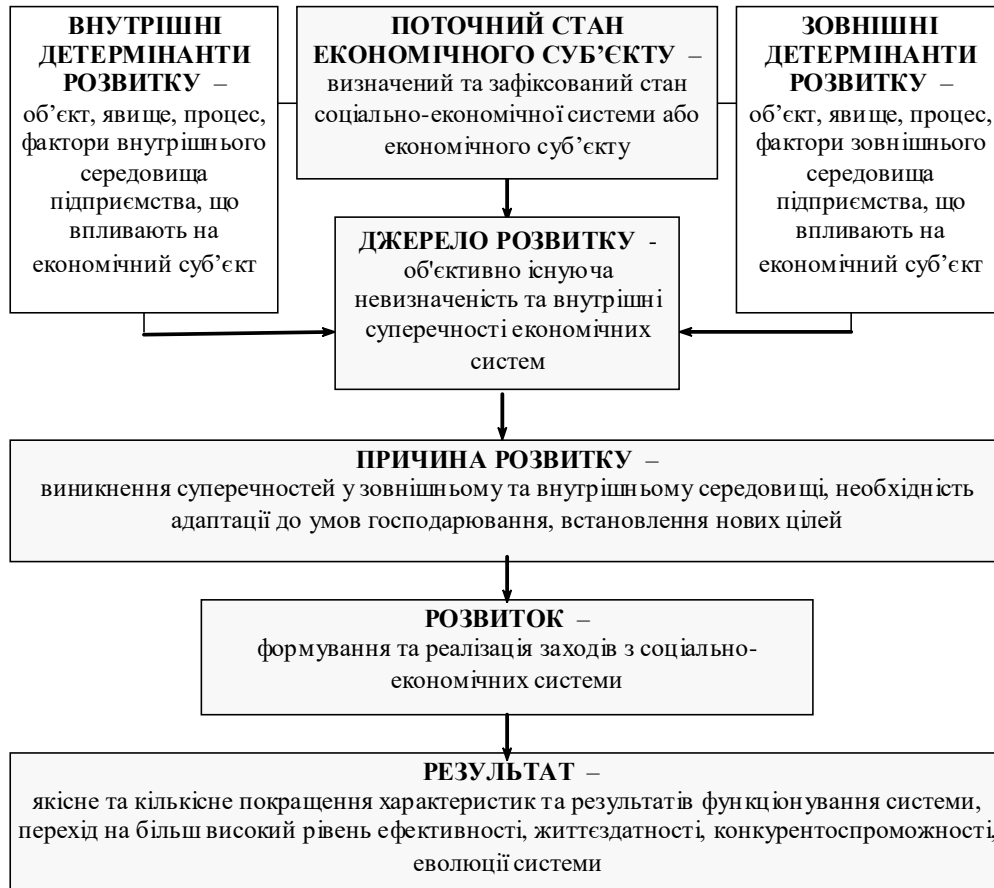 ВНУТРІШНІ
ДЕТЕРМІНАНТИ
РОЗВИТКУ –
об’єкт, явище, процес,
фактори внутрішнього
середовища
підприємства, що
впливають на
економічний суб’єкт
ПОТОЧНИЙ СТАН
ЕКОНОМІЧНОГО СУБ’ЄКТУ –
визначений та зафіксований стан
соціально-економічної системи або
економічного суб’єкту
ЗОВНІШНІ
ДЕТЕРМІНАНТИ
РОЗВИТКУ –
об’єкт, явище, процес,
фактори зовнішнього
середовища
підприємства, що
впливають на
економічний суб’єкт
ДЖЕРЕЛО РОЗВИТКУ -
об'єктивно існуюча
невизначеність та внутрішні
суперечності економічних
систем
ПРИЧИНА РОЗВИТКУ –
виникнення суперечностей у зовнішньому та внутрішньому середовищі, необхідність
адаптації до умов господарювання, встановлення нових цілей
РОЗВИТОК –
формування та реалізація заходів з соціально-
економічних системи
РЕЗУЛЬТАТ –
якісне та кількісне покращення характеристик та результатів функціонування системи,
перехід на більш високий рівень ефективності, життєздатності, конкурентоспроможності,
еволюції системи